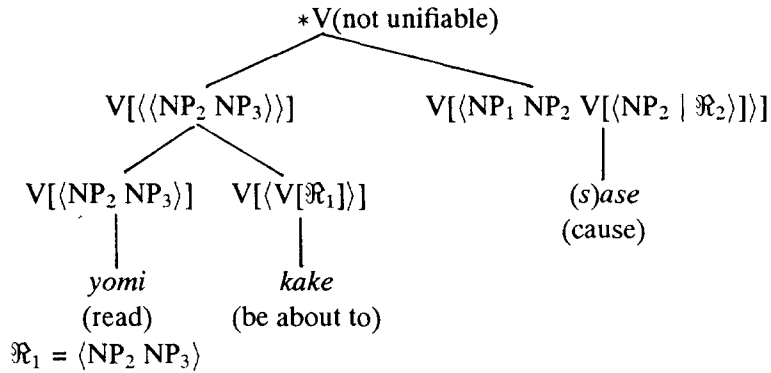 *V(not unifiable)
V[⟨⟨NP₂ NP₃⟩⟩] V[⟨NP₁ NP₂ V[⟨NP₂ | ℜ₂⟩]⟩]
V[⟨NP₂ NP₃⟩] V[⟨V[ℜ₁]⟩] (s)ase
(cause)
yomi kake
(read) (be about to)
ℜ₁ = ⟨NP₂ NP₃⟩